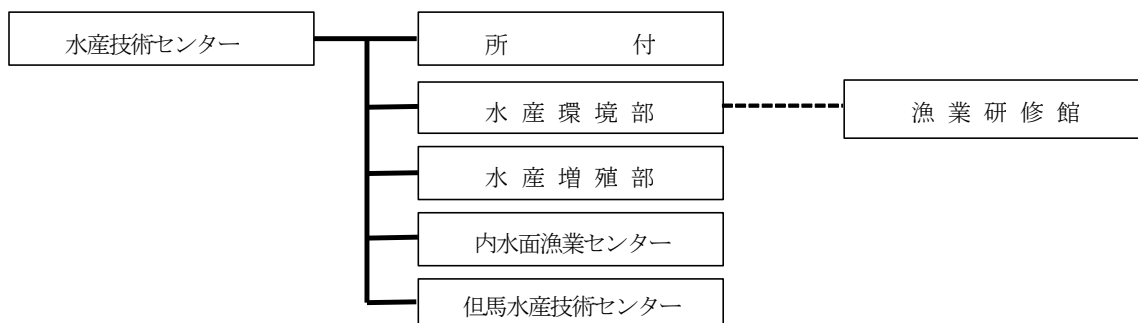 水産技術センター
所　　　　　付
水 産 環 境 部
漁 業 研 修 館
水 産 増 殖 部
内水面漁業センター
但馬水産技術センター